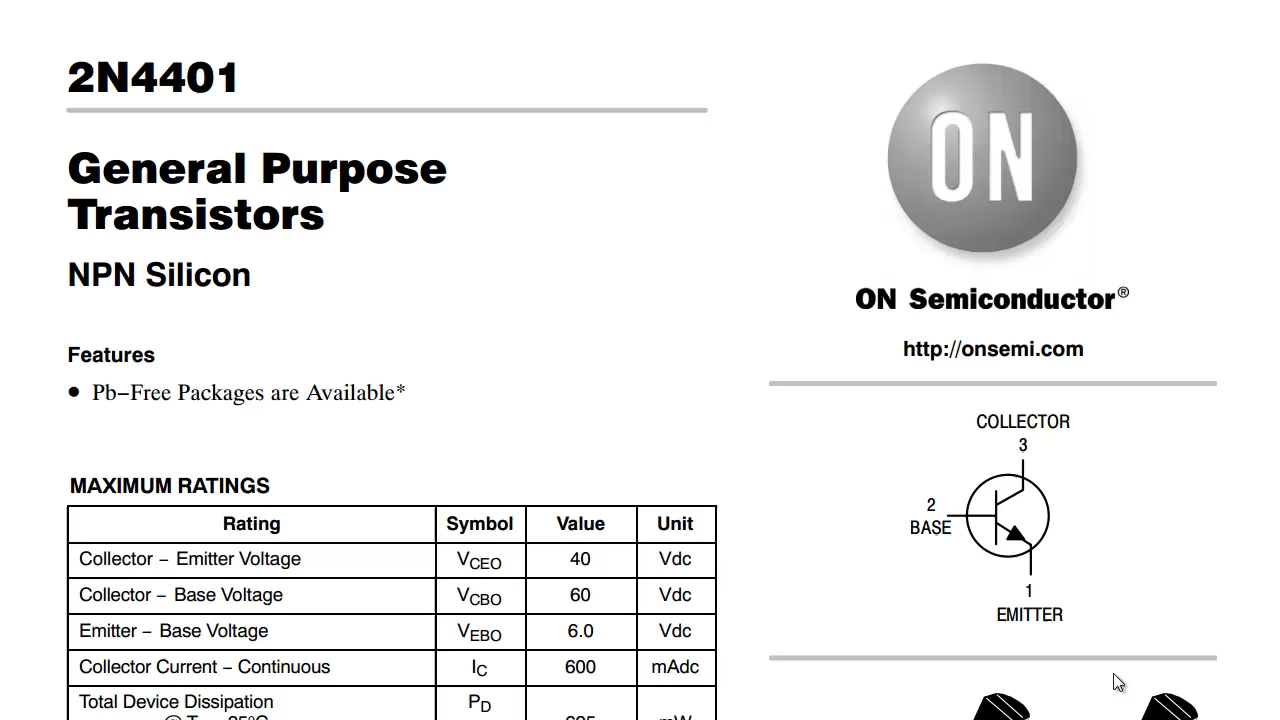 2N4401
General Purpose
Transistors
NPN Silicon
Features
• Pb−Free Packages are Available*
MAXIMUM RATINGS
Rating Symbol Value Unit
Collector − Emitter Voltage VCEO 40 Vdc
Collector − Base Voltage VCBO 60 Vdc
Emitter − Base Voltage VEBO 6.0 Vdc
Collector Current − Continuous IC 600 mAdc
Total Device Dissipation PD
ON
ON Semiconductor®
http://onsemi.com
COLLECTOR
3
2
BASE
1
EMITTER